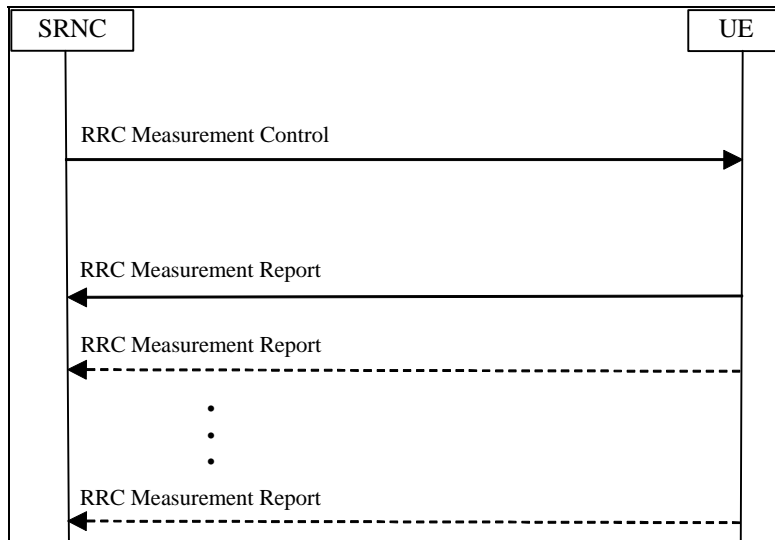 SRNC
UE
RRC Measurement Control
RRC Measurement Report
RRC Measurement Report
RRC Measurement Report